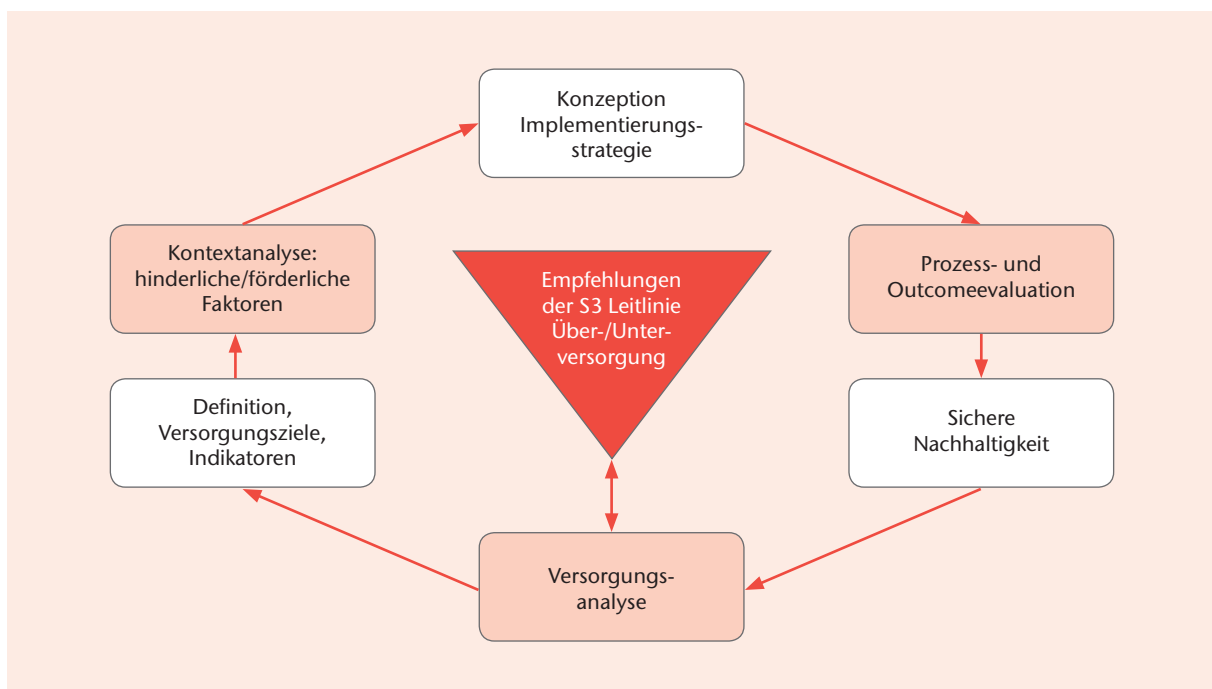 Konzeption
Implementierungs-
strategie
Kontextanalyse:
hinderliche/förderliche
Faktoren
Empfehlungen
der S3 Leitlinie
Über-/Unter-
versorgung
Prozess- und
Outcomeevaluation
Definition,
Versorgungsziele,
Indikatoren
Sichere
Nachhaltigkeit
Versorgungs-
analyse